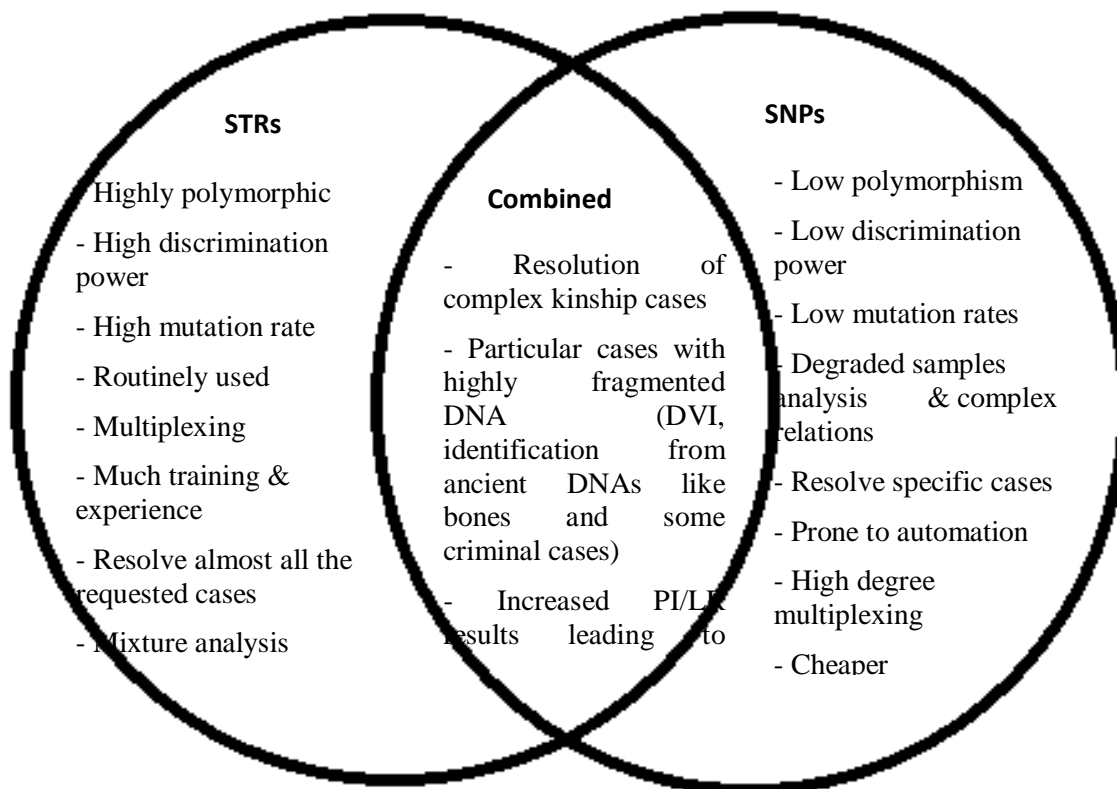 STRs
Highly polymorphic
- High discrimination
power
- High mutation rate
- Routinely used
- Multiplexing
- Much training &
experience
- Resolve almost all the
requested cases
- Mixture analysis
Combined
- Resolution of
complex kinship cases
- Particular cases with
highly fragmented
DNA (DVI,
identification from
ancient DNAs like
bones and some
criminal cases)
- Increased PI/LR
results leading to
SNPs
- Low polymorphism
- Low discrimination
power
- Low mutation rates
- Degraded samples
analysis & complex
relations
- Resolve specific cases
- Prone to automation
- High degree
multiplexing
- Cheaper